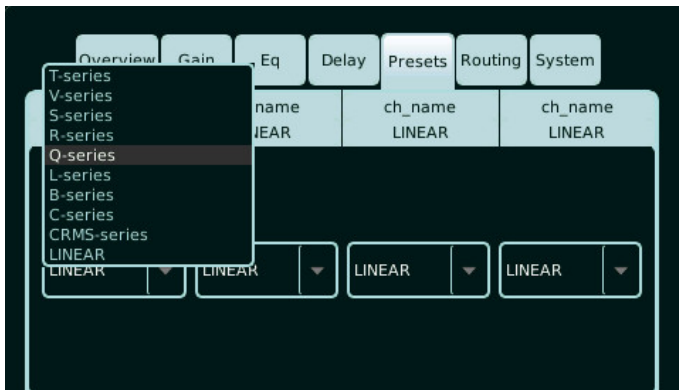 Overview Gain Eq Delay Presets Routing System
T-series
V-series
S-series
R-series
Q-series
L-series
B-series
C-series
CRMS-series
LINEAR
name ch_name ch_name
NEAR LINEAR LINEAR
LINEAR LINEAR LINEAR LINEAR